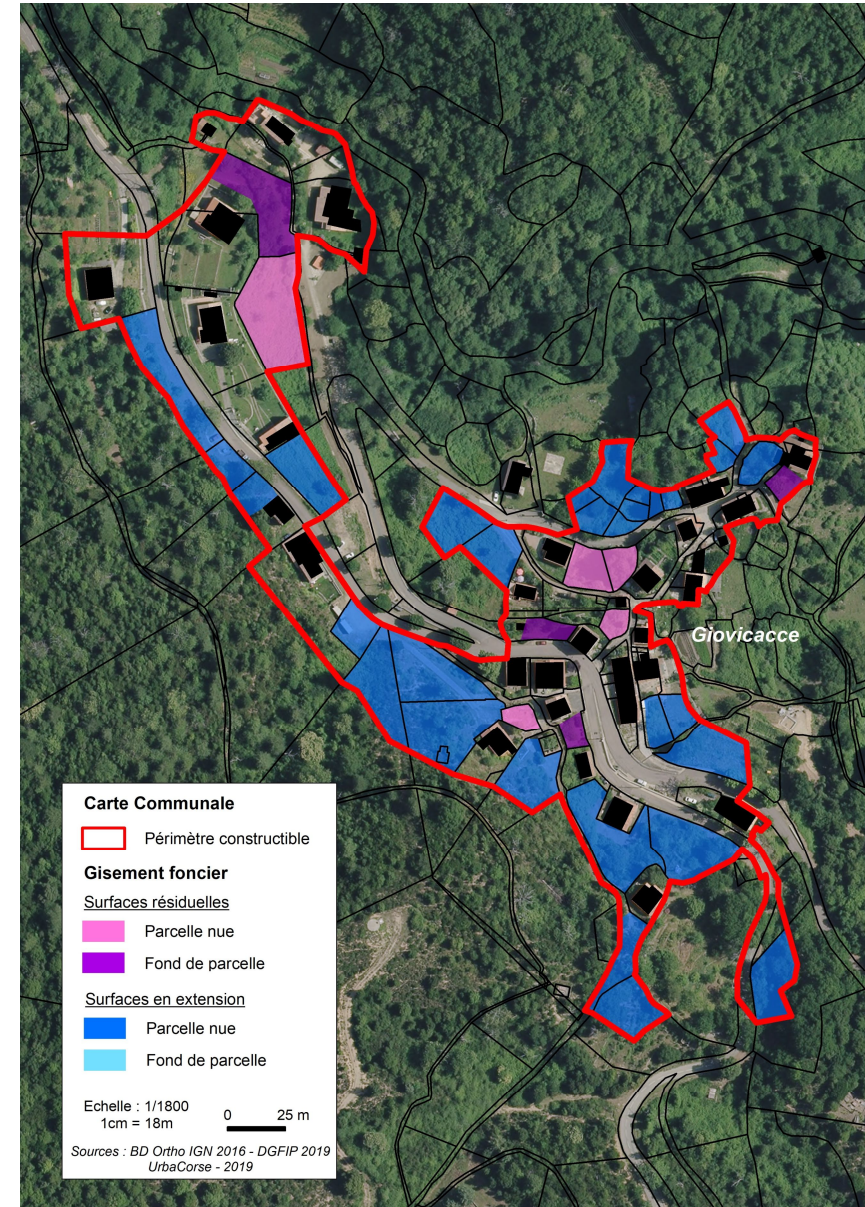 Giovicacce
Carte Communale
Périmètre constructible
Gisement foncier
Surfaces résiduelles
Parcelle nue
Fond de parcelle
Surfaces en extension
Parcelle nue
Fond de parcelle
Echelle : 1/1800
1cm = 18m
0 25 m
Sources : BD Ortho IGN 2016 - DGFIP 2019
UrbaCorse - 2019